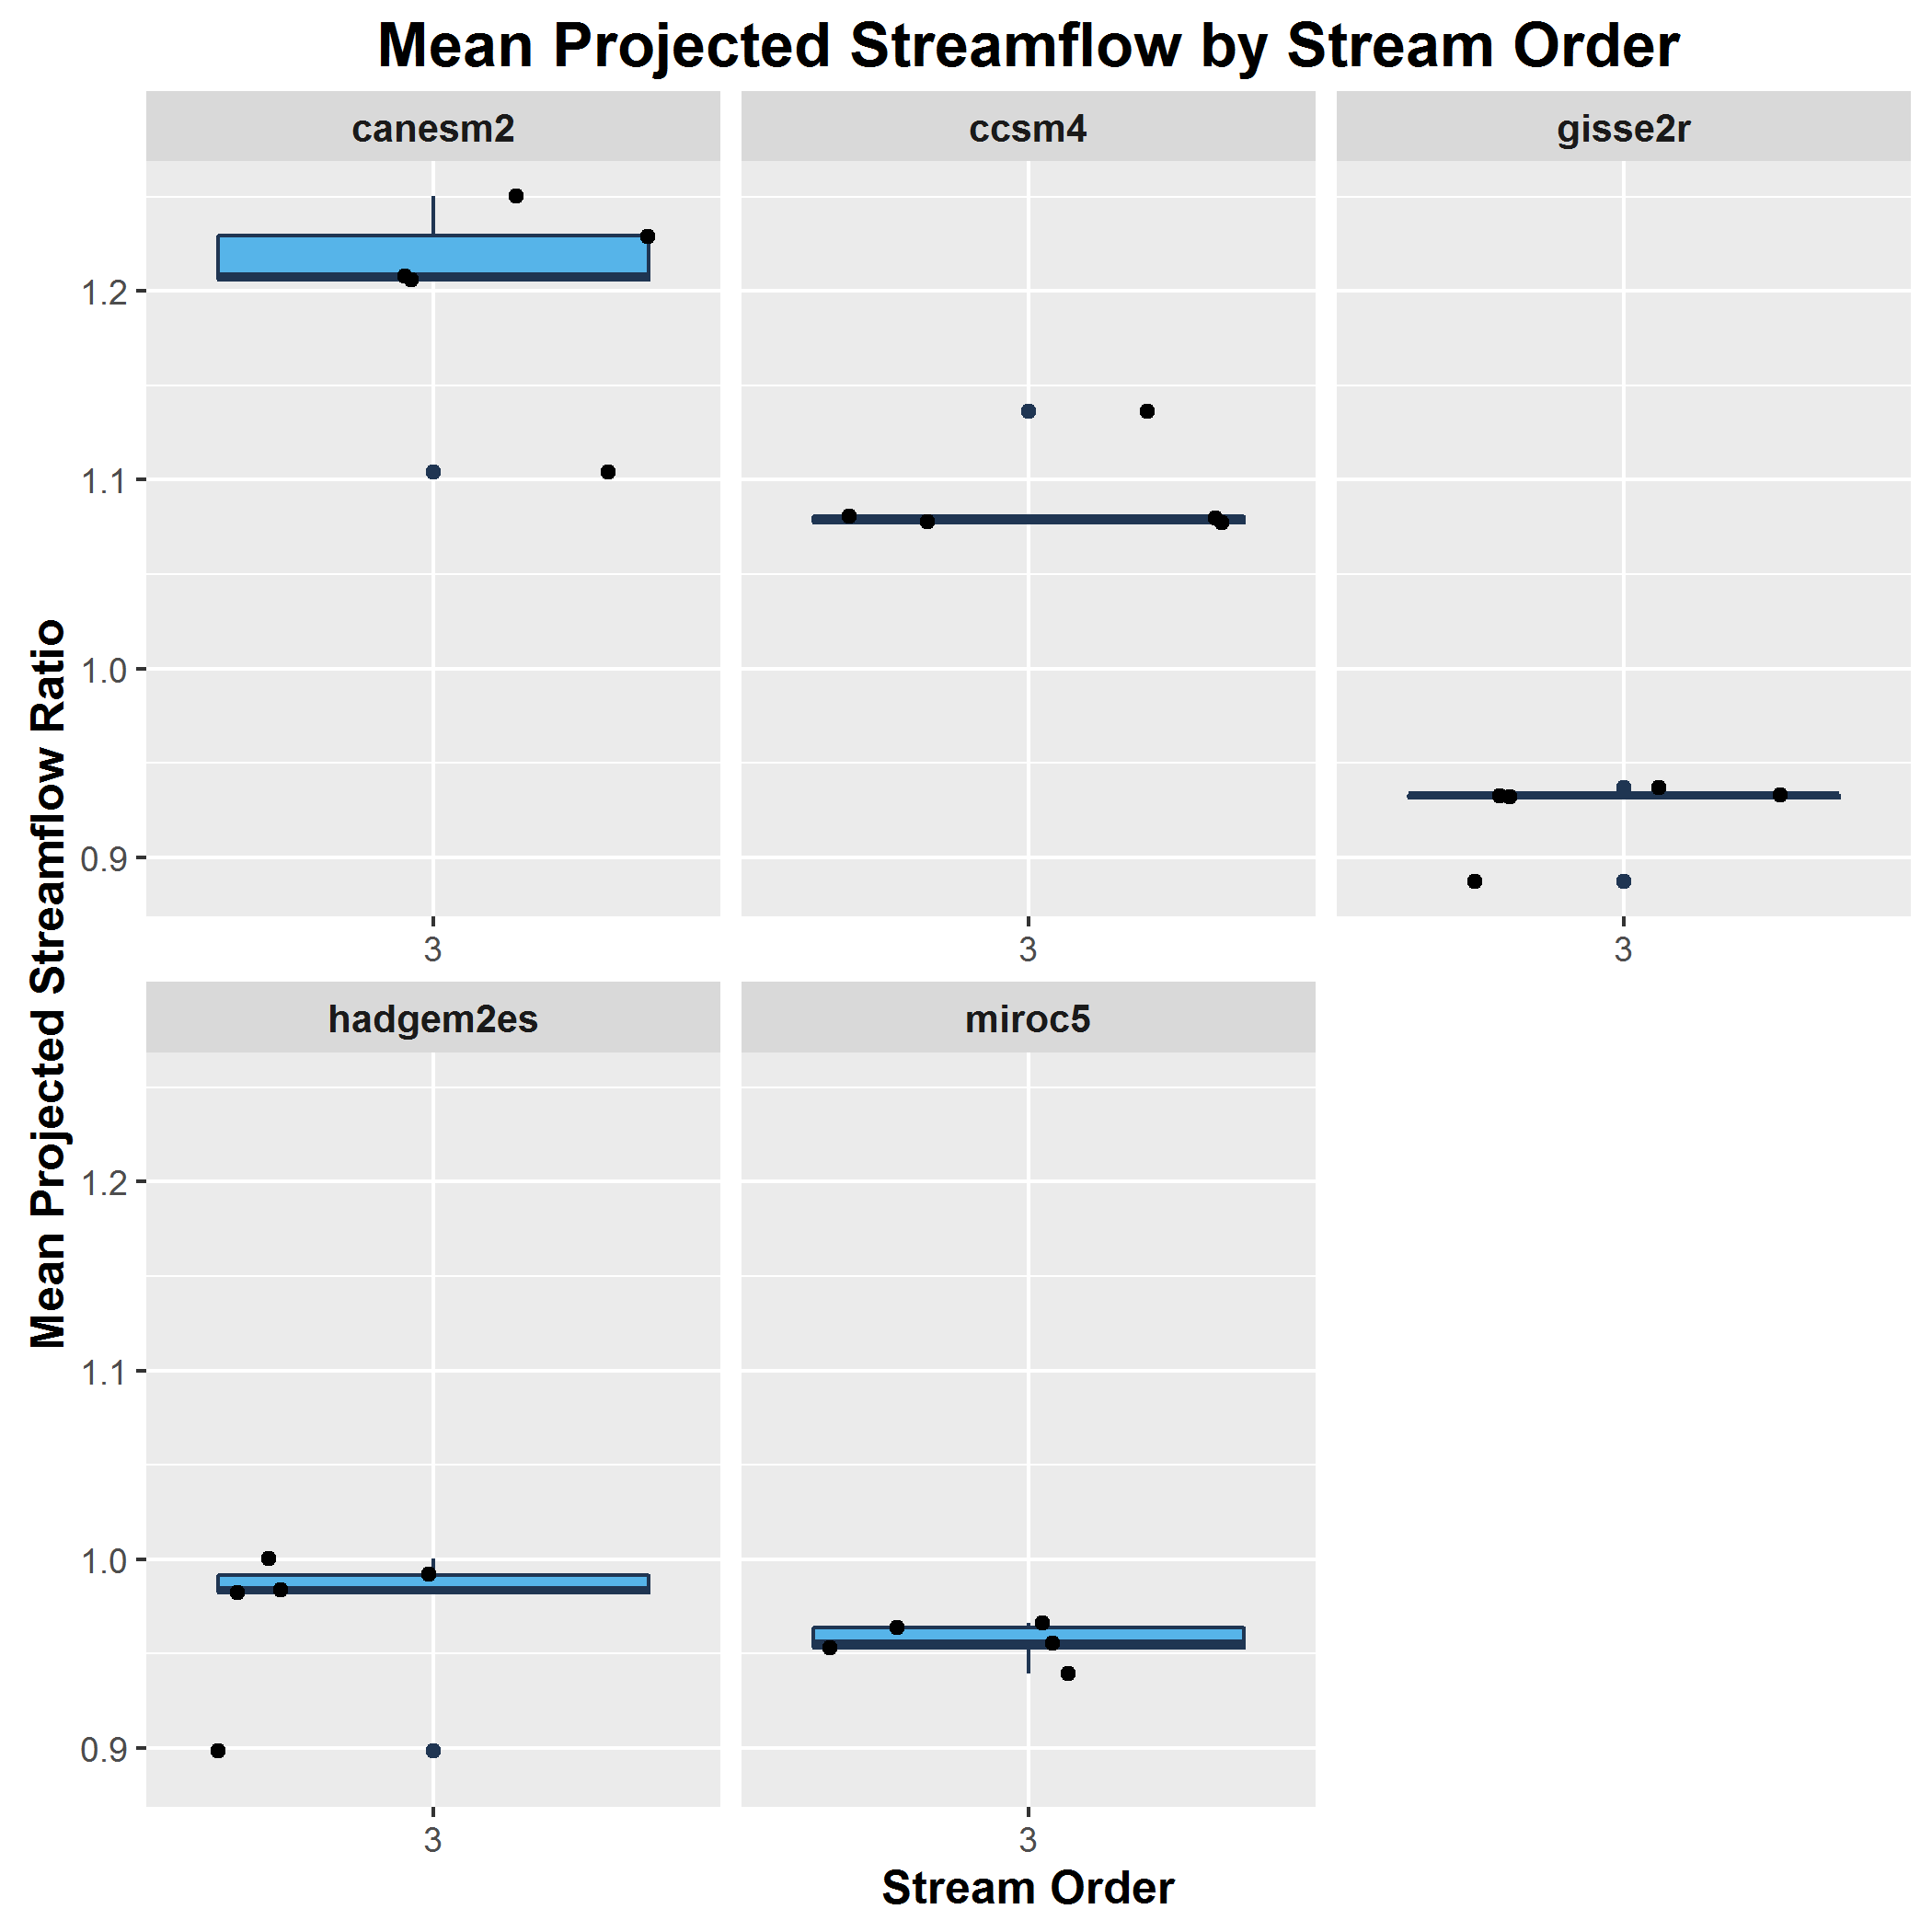 Mean Projected Streamflow by Stream Order
canesm2
ccsm4
gisse2r
1.2
1.1
1.0
0.9
3
3
3
Mean Projected Streamflow Ratio
hadgem2es
miroc5
1.2
1.1
1.0
0.9
3
3
Stream Order